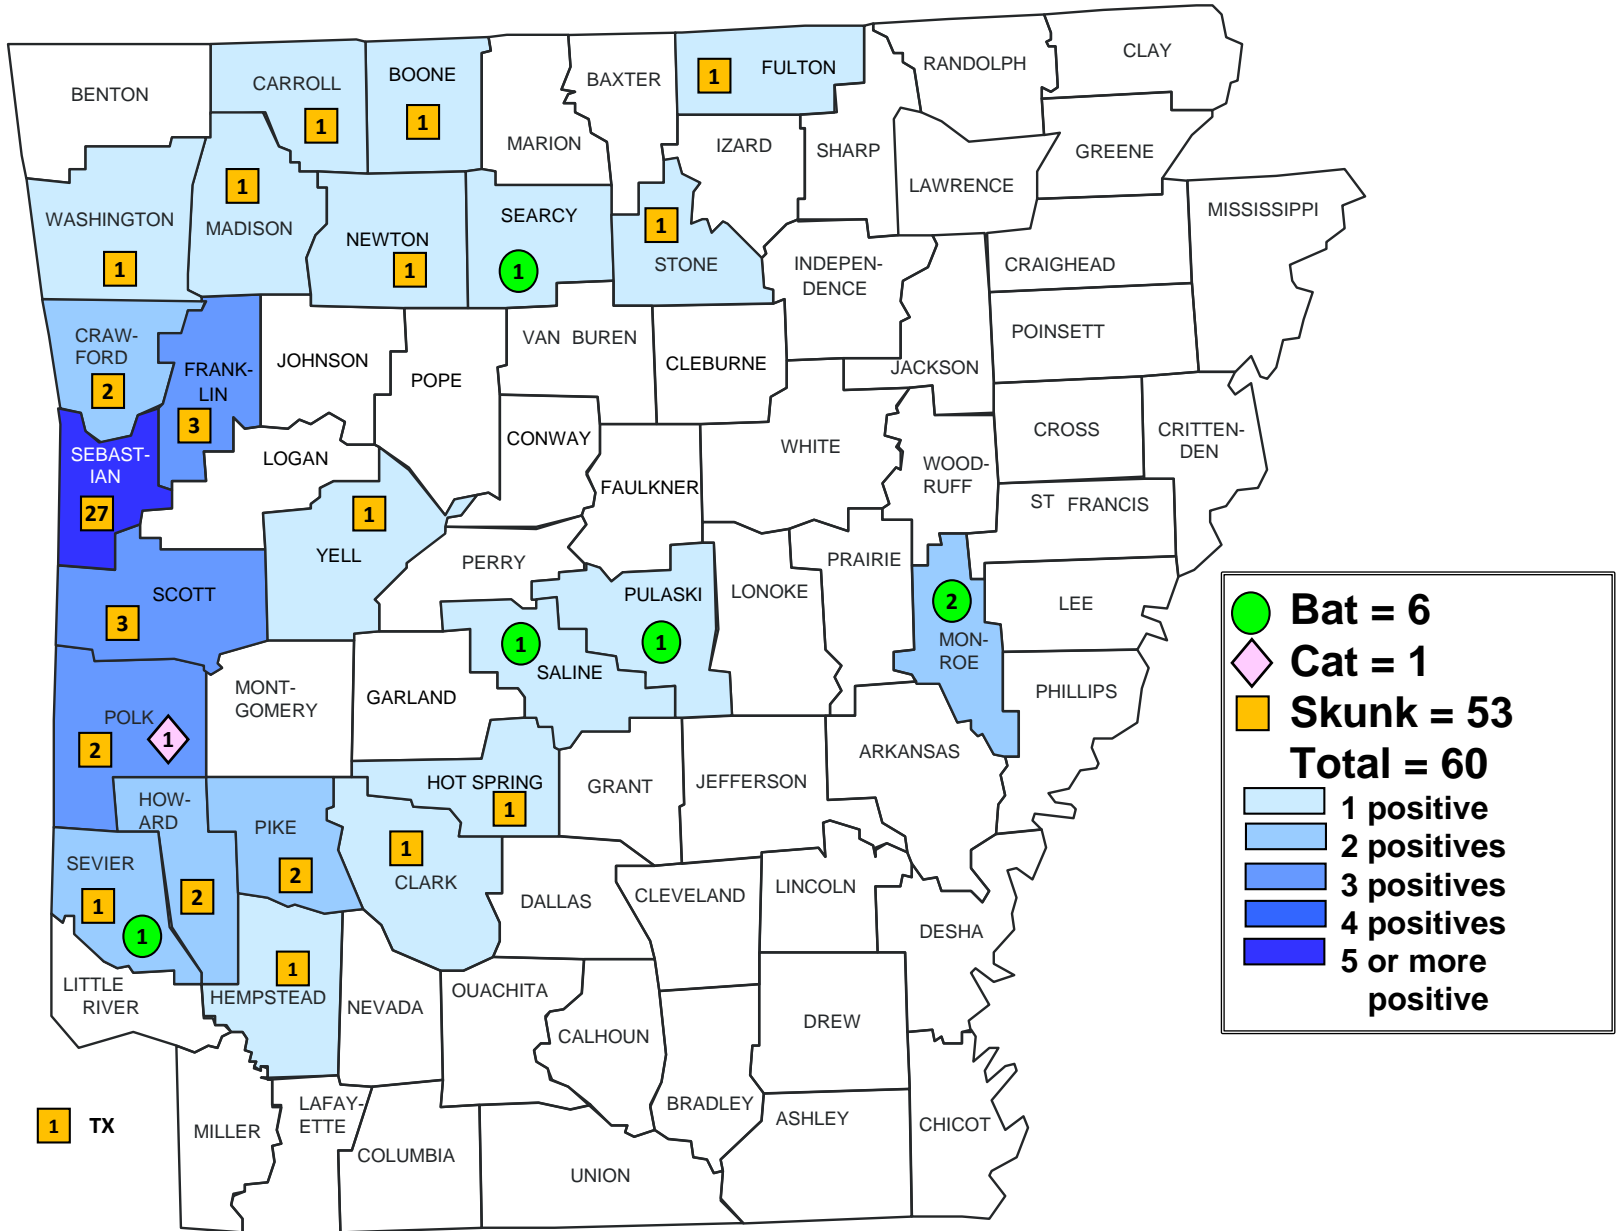 BENTON
CARROLL
1
BOONE
1
MARION
BAXTER
1
FULTON
RANDOLPH
CLAY
IZARD
SHARP
LAWRENCE
GREENE
WASHINGTON
1
1
MADISON
NEWTON
1
SEARCY
1
1
STONE
INDEPEN-
DENCE
CRAIGHEAD
MISSISSIPPI
CRAW-
FORD
2
FRANK-
LIN
3
JOHNSON
POPE
VAN BUREN
CLEBURNE
JACKSON
POINSETT
SEBAST-
IAN
27
LOGAN
CONWAY
FAULKNER
WHITE
WOOD-
RUFF
CROSS
CRITTEN-
DEN
ST FRANCIS
1
YELL
PERRY
PULASKI
1
LONOKE
PRAIRIE
2
MON-
ROE
LEE
SCOTT
3
1
SALINE
PHILLIPS
POLK
2
1
MONT-
GOMERY
GARLAND
HOT SPRING
1
GRANT
JEFFERSON
ARKANSAS
HOW-
ARD
2
PIKE
2
1
CLARK
SEVIER
1
1
DALLAS
CLEVELAND
LINCOLN
DESHA
LITTLE
RIVER
1
HEMPSTEAD
NEVADA
OUACHITA
CALHOUN
DREW
BRADLEY
ASHLEY
CHICOT
1 TX
MILLER
LAFAY-
ETTE
COLUMBIA
UNION
Bat = 6
Cat = 1
Skunk = 53
Total = 60
1 positive
2 positives
3 positives
4 positives
5 or more
positive